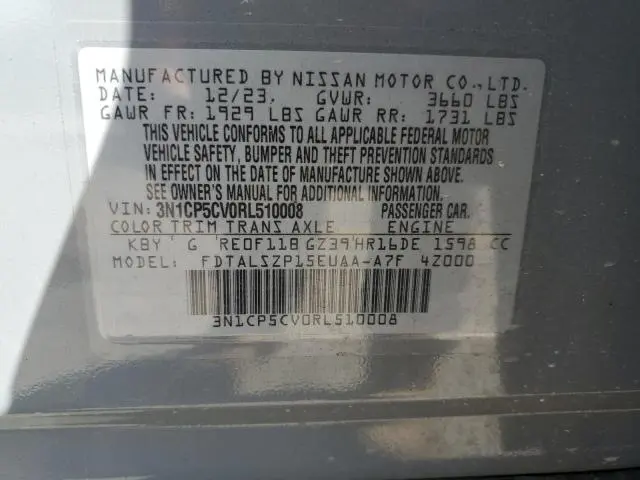 MANUFACTURED BY NISSAN MOTOR CO., LTD.
DATE: 12/23, GVWR: 3660 LBS
GAWR FR: 1929 LBS GAWR RR: 1731 LBS
THIS VEHICLE CONFORMS TO ALL APPLICABLE FEDERAL MOTOR
VEHICLE SAFETY, BUMPER AND THEFT PREVENTION STANDARDS
IN EFFECT ON THE DATE OF MANUFACTURE SHOWN ABOVE.
SEE OWNER'S MANUAL FOR ADDITIONAL INFORMATION.
VIN: 3N1CP5CV0RL510008 PASSENGER CAR.
COLOR TRIM TRANS AXLE ENGINE
KBY G RE0F11B GZ39 HR16DE 1598 CC
MODEL: FDTALSZP15EUAA-A7F 4Z000
3N1CP5CV0RL510008